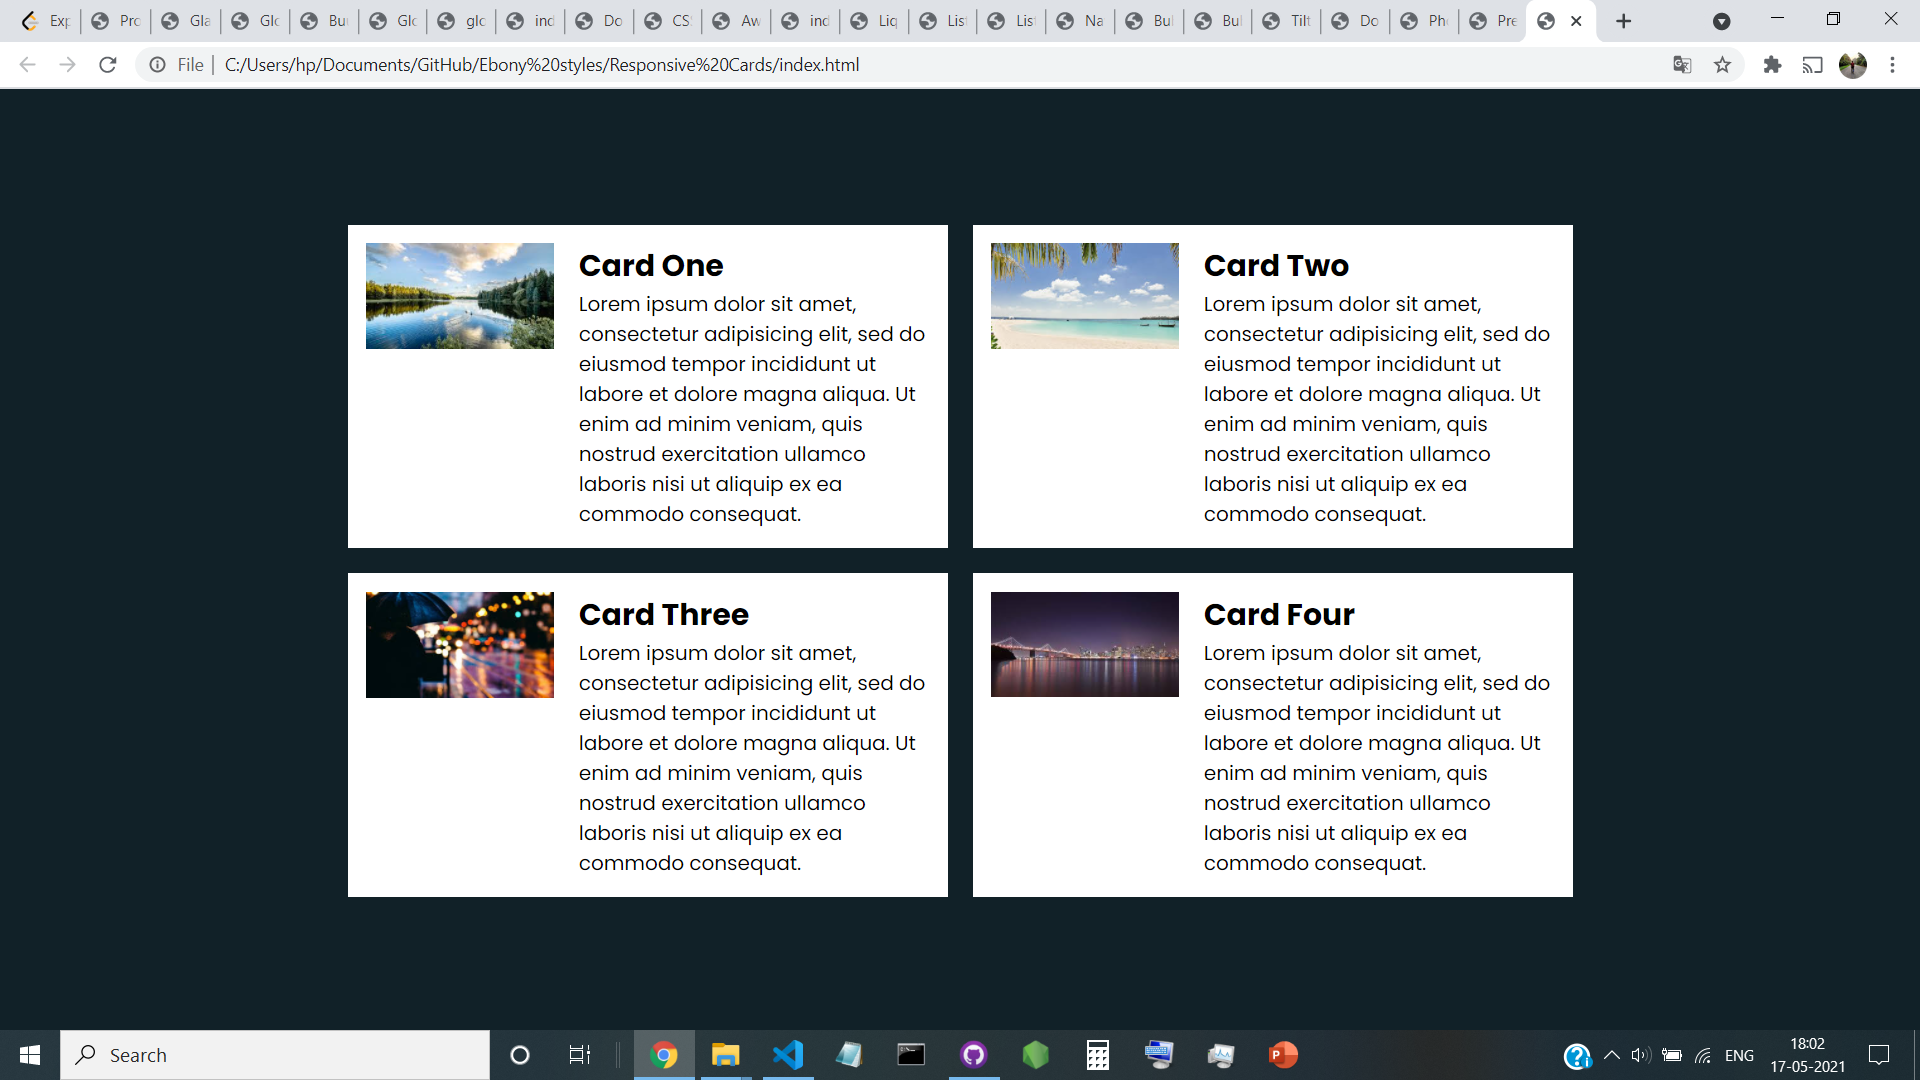 Exp Pro Gla Glo Bu Glo glo ind Do CS Aw ind Liq List List Na Bul Bul Tilt Do Pho Pre
File | C:/Users/hp/Documents/GitHub/Ebony%20styles/Responsive%20Cards/index.html
Card One
Lorem ipsum dolor sit amet,
consectetur adipisicing elit, sed do
eiusmod tempor incididunt ut
labore et dolore magna aliqua. Ut
enim ad minim veniam, quis
nostrud exercitation ullamco
laboris nisi ut aliquip ex ea
commodo consequat.
Card Two
Lorem ipsum dolor sit amet,
consectetur adipisicing elit, sed do
eiusmod tempor incididunt ut
labore et dolore magna aliqua. Ut
enim ad minim veniam, quis
nostrud exercitation ullamco
laboris nisi ut aliquip ex ea
commodo consequat.
Card Three
Lorem ipsum dolor sit amet,
consectetur adipisicing elit, sed do
eiusmod tempor incididunt ut
labore et dolore magna aliqua. Ut
enim ad minim veniam, quis
nostrud exercitation ullamco
laboris nisi ut aliquip ex ea
commodo consequat.
Card Four
Lorem ipsum dolor sit amet,
consectetur adipisicing elit, sed do
eiusmod tempor incididunt ut
labore et dolore magna aliqua. Ut
enim ad minim veniam, quis
nostrud exercitation ullamco
laboris nisi ut aliquip ex ea
commodo consequat.
Search
ENG
18:02
17-05-2021